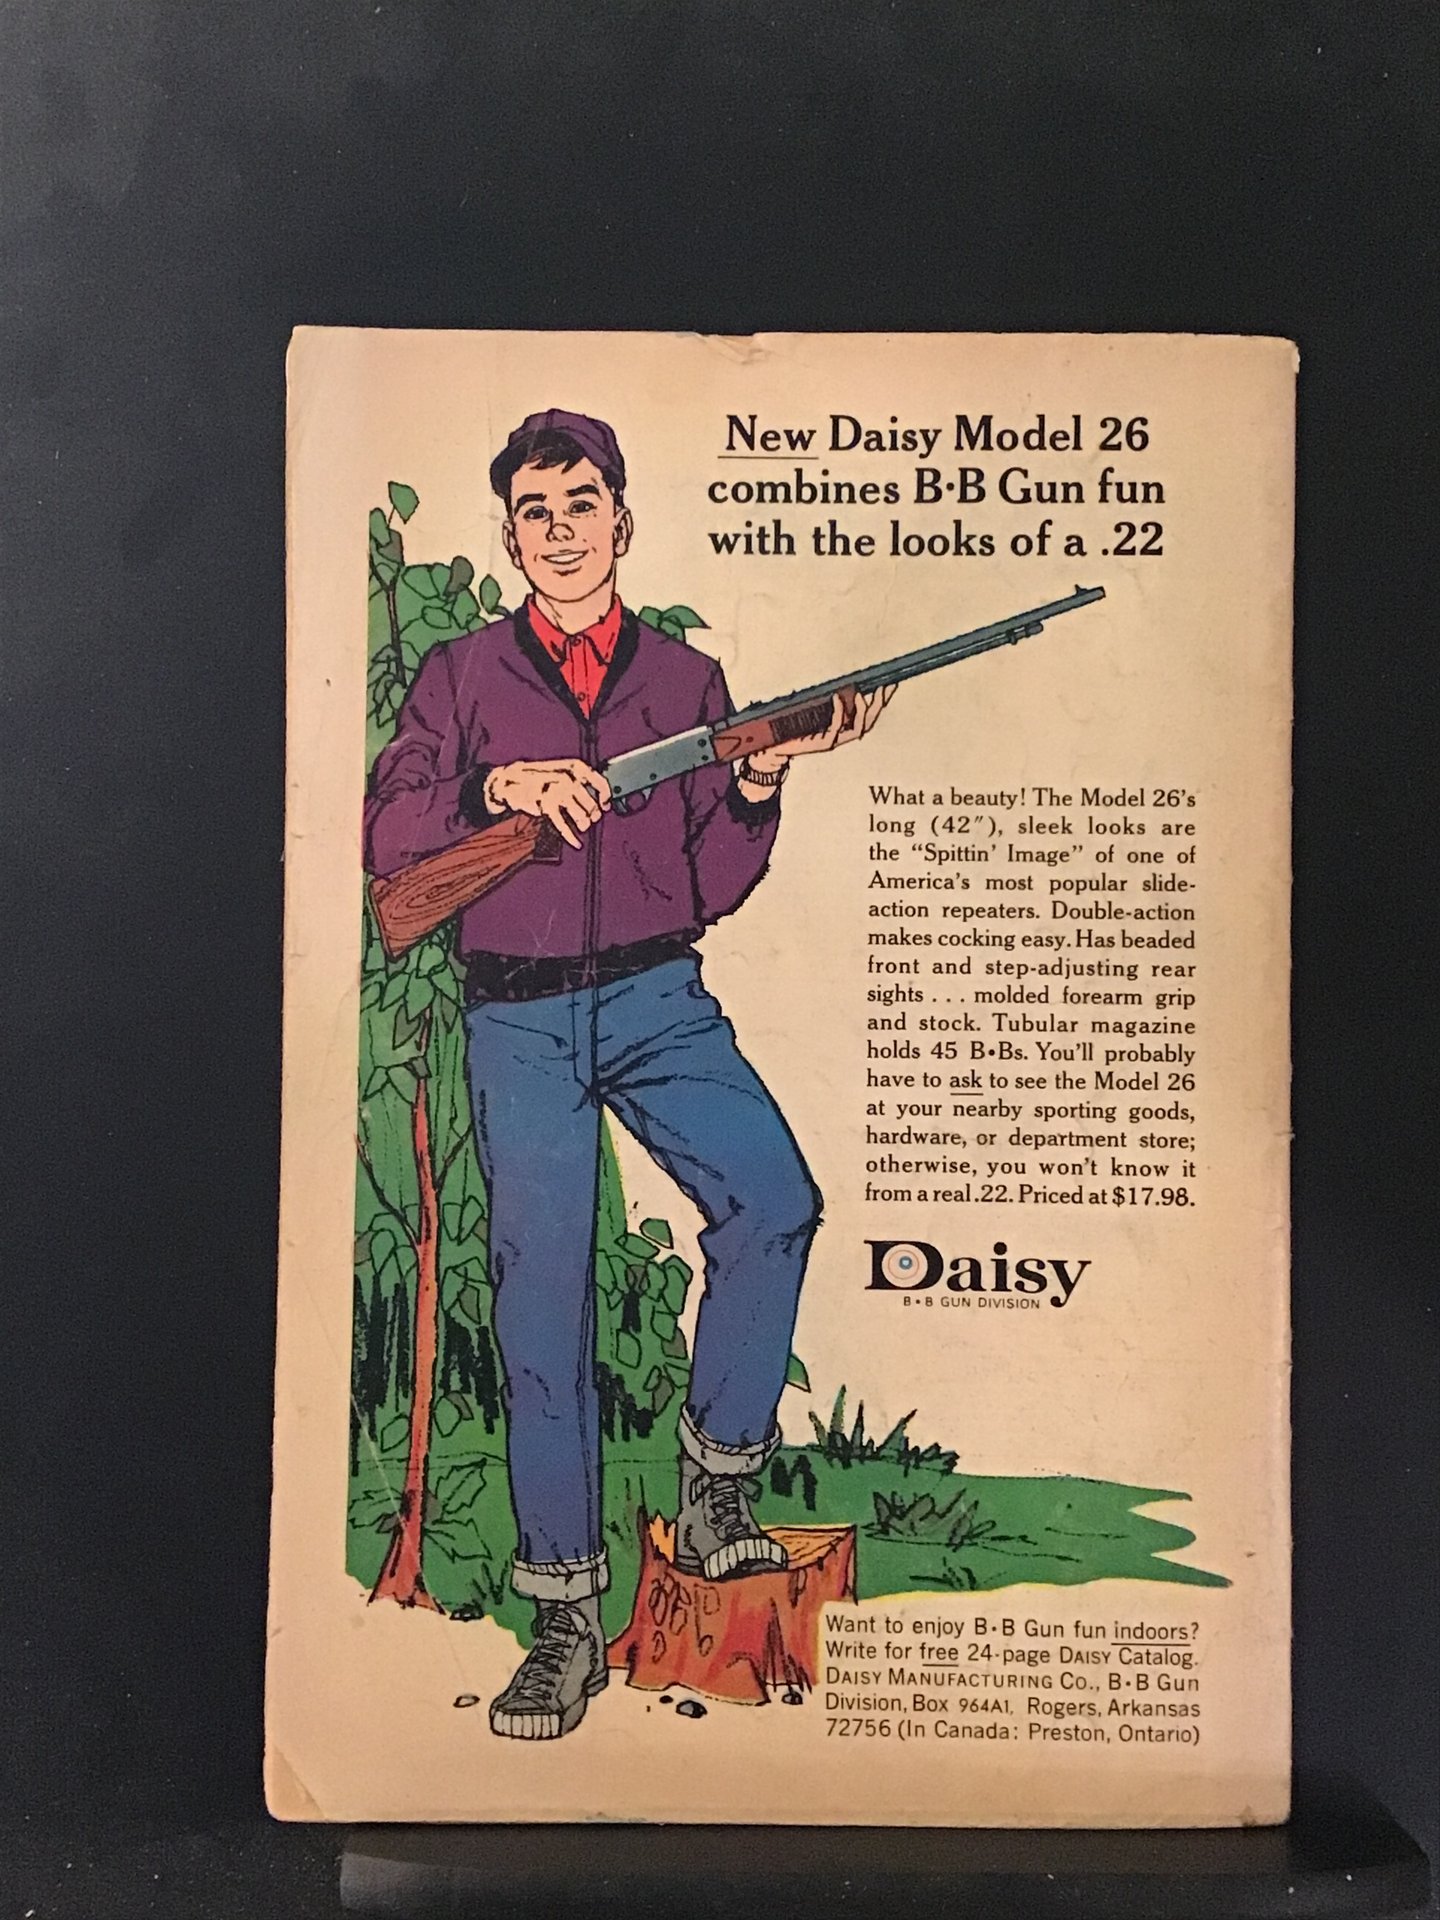 New Daisy Model 26
combines B•B Gun fun
with the looks of a .22
What a beauty! The Model 26's
long (42″), sleek looks are
the “Spittin’ Image” of one of
America's most popular slide-
action repeaters. Double-action
makes cocking easy. Has beaded
front and step-adjusting rear
sights . . . molded forearm grip
and stock. Tubular magazine
holds 45 B•Bs. You'll probably
have to ask to see the Model 26
at your nearby sporting goods,
hardware, or department store;
otherwise, you won't know it
from a real .22. Priced at $17.98.
Daisy
B•B GUN DIVISION
Want to enjoy B•B Gun fun indoors?
Write for free 24-page DAISY Catalog.
DAISY MANUFACTURING CO., B•B Gun
Division, Box 964A1, Rogers, Arkansas
72756 (In Canada: Preston, Ontario)